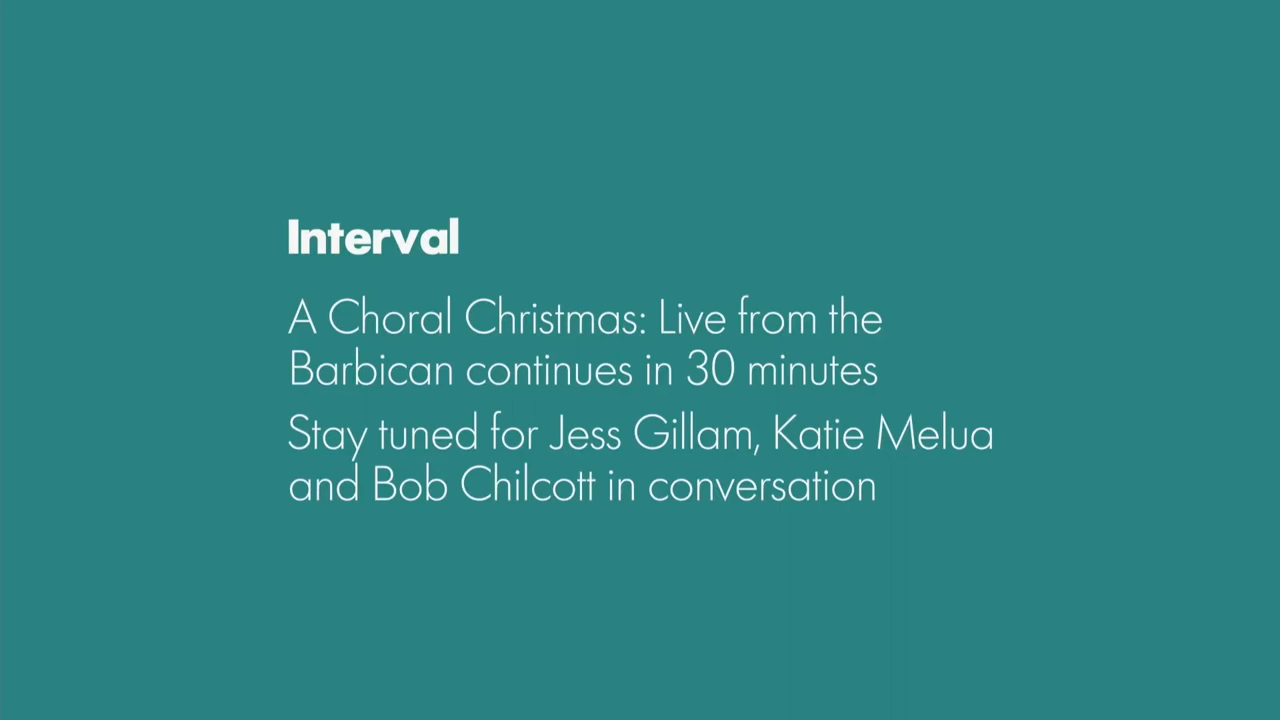 Interval
A Choral Christmas: Live from the
Barbican continues in 30 minutes
Stay tuned for Jess Gillam, Katie Melua
and Bob Chilcott in conversation